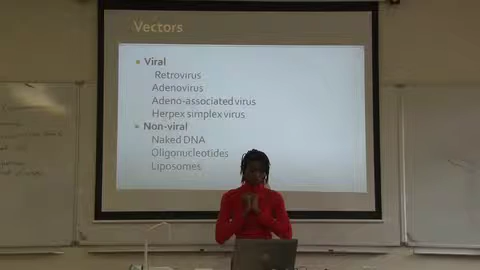 Vectors
Viral
Retrovirus
Adenovirus
Adeno-associated virus
Herpex simplex virus
Non-viral
Naked DNA
Oligonucleotides
Liposomes